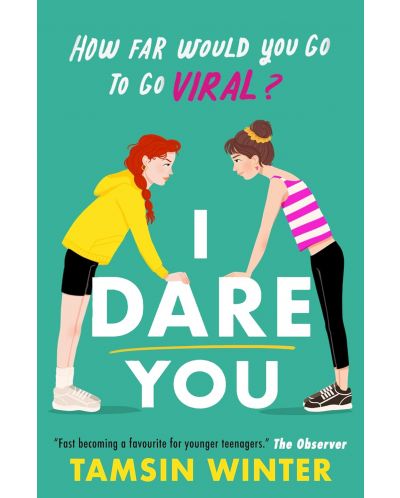 HOW FAR WOULD YOU GO
TO GO VIRAL?
I
DARE
YOU
"Fast becoming a favourite for younger teenagers." The Observer
TAMSIN WINTER